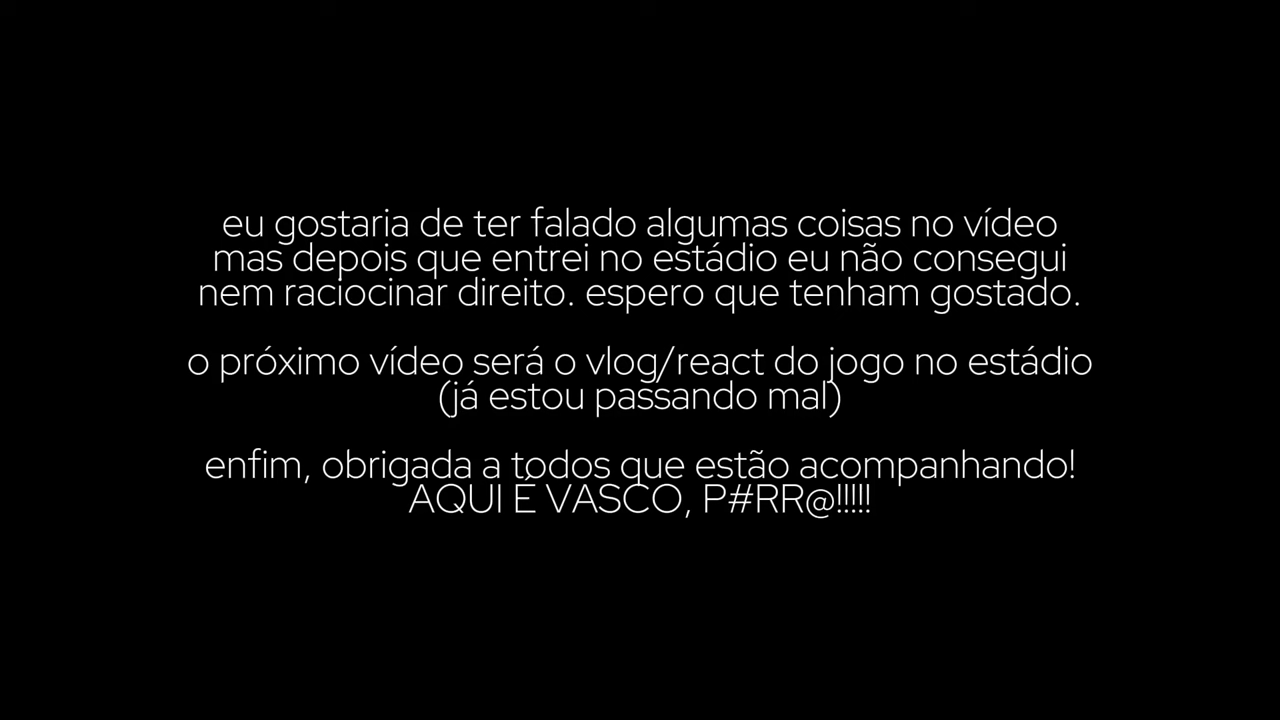 eu gostaria de ter falado algumas coisas no vídeo
mas depois que entrei no estádio eu não consegui
nem raciocinar direito. espero que tenham gostado.
o próximo vídeo será o vlog/react do jogo no estádio
(já estou passando mal)
enfim, obrigada a todos que estão acompanhando!
AQUI É VASCO, P#RR@!!!!!